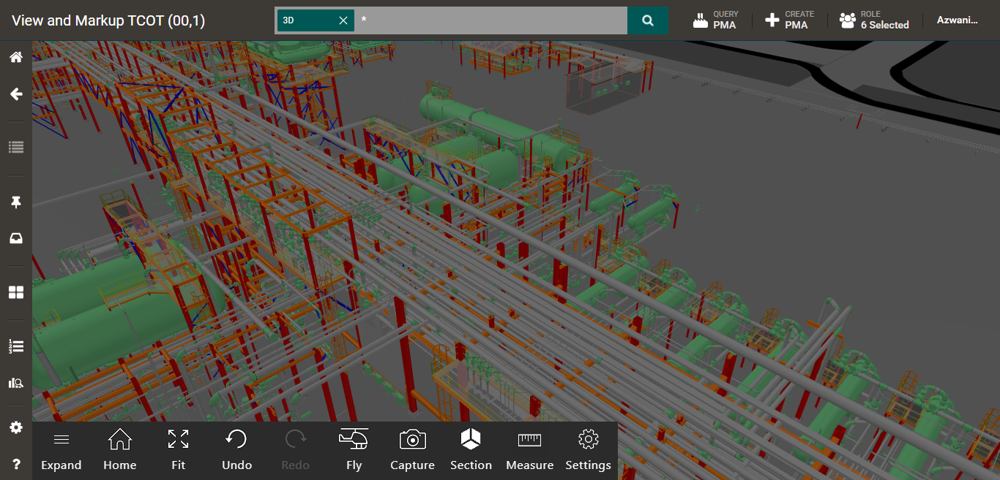 View and Markup TCOT (00,1)
3D
*
QUERY
PMA
CREATE
PMA
ROLE
6 Selected
Azwani...
?
Expand
Home
Fit
Undo
Redo
Fly
Capture
Section
Measure
Settings